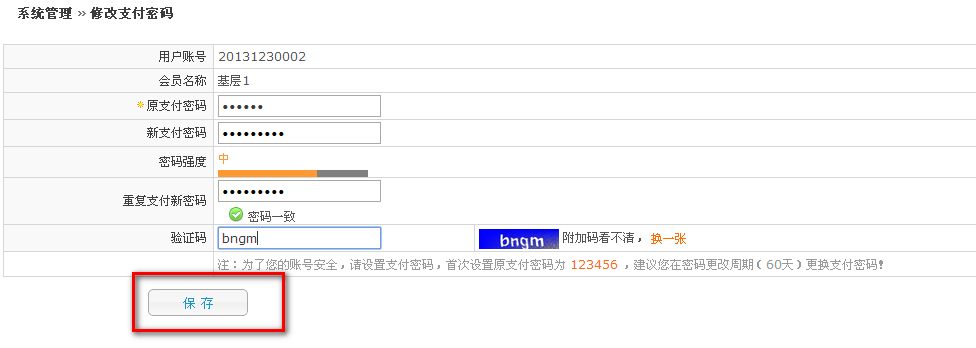 系统管理 » 修改支付密码
用户账号 20131230002
会员名称 基层1
原支付密码 ••••••
新支付密码 •••••••••
密码强度 中
重复支付新密码 •••••••••
密码一致
验证码 bngm bngm 附加码看不清，换一张
注：为了您的账号安全，请设置支付密码，首次设置原支付密码为 123456 ，建议您在密码更改周期（60天）更换支付密码！
保 存